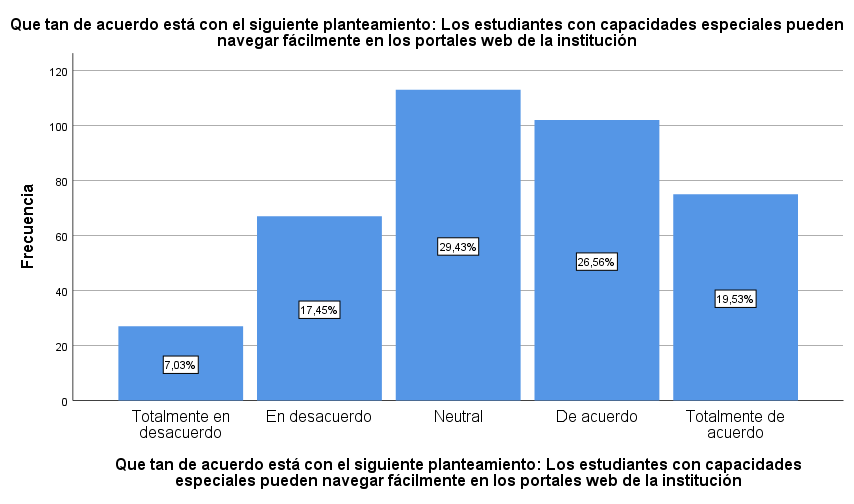 Que tan de acuerdo está con el siguiente planteamiento: Los estudiantes con capacidades especiales pueden
navegar fácilmente en los portales web de la institución
Frecuencia
120
100
80
60
40
20
0
7,03%
17,45%
29,43%
26,56%
19,53%
Totalmente en
desacuerdo
En desacuerdo
Neutral
De acuerdo
Totalmente de
acuerdo
Que tan de acuerdo está con el siguiente planteamiento: Los estudiantes con capacidades
especiales pueden navegar fácilmente en los portales web de la institución